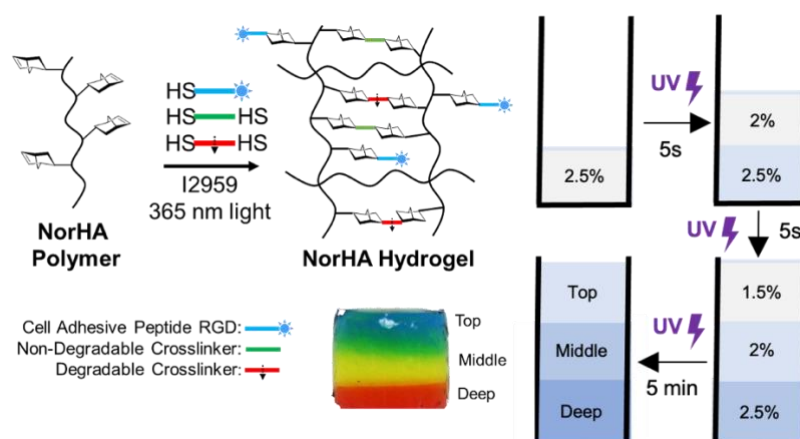 HS
HS HS
HS HS
I2959
365 nm light
NorHA
Polymer
NorHA Hydrogel
Cell Adhesive Peptide RGD:
Non-Degradable Crosslinker:
Degradable Crosslinker:
Top
Middle
Deep
2.5%
UV
5s
2%
2.5%
UV
5s
1.5%
2%
2.5%
UV
5 min
Top
Middle
Deep